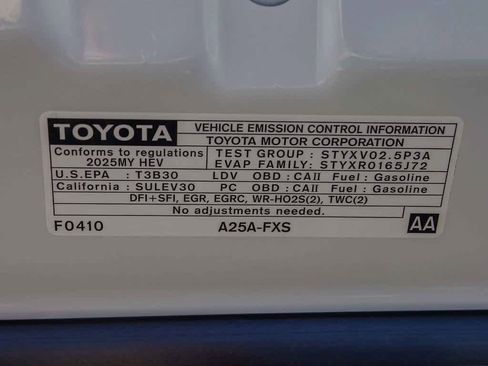 TOYOTA VEHICLE EMISSION CONTROL INFORMATION
TOYOTA MOTOR CORPORATION
Conforms to regulations TEST GROUP : STYXV02.5P3A
2025MY HEV EVAP FAMILY: STYXR0165J72
U.S.EPA : T3B30 LDV OBD : CAII Fuel : Gasoline
California : SULEV30 PC OBD : CAII Fuel : Gasoline
DFI+SFI, EGR, EGRC, WR-HO2S(2), TWC(2)
No adjustments needed.
F0410 A25A-FXS AA